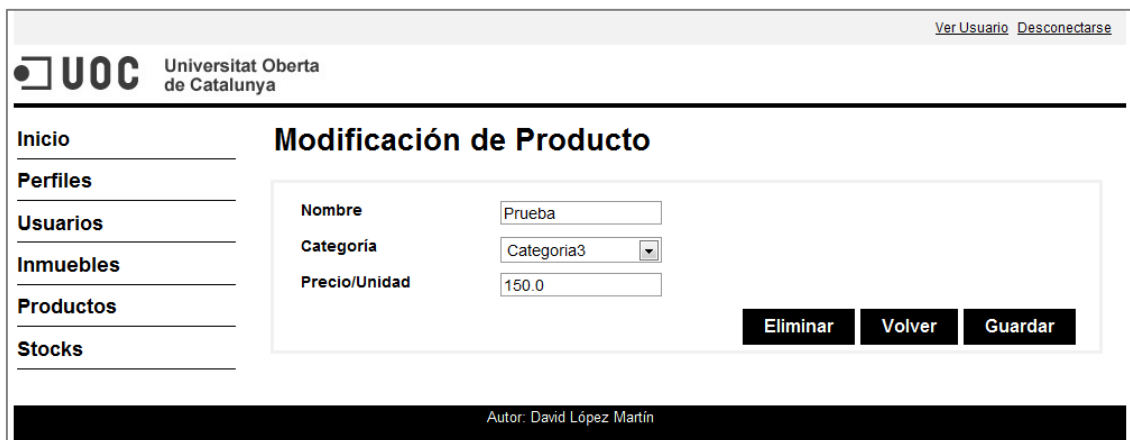 Ver Usuario Desconectarse
UOC Universitat Oberta
de Catalunya
Inicio
Perfiles
Usuarios
Inmuebles
Productos
Stocks
Modificación de Producto
Nombre Prueba
Categoría Categoria3
Precio/Unidad 150.0
Eliminar Volver Guardar
Autor: David López Martín